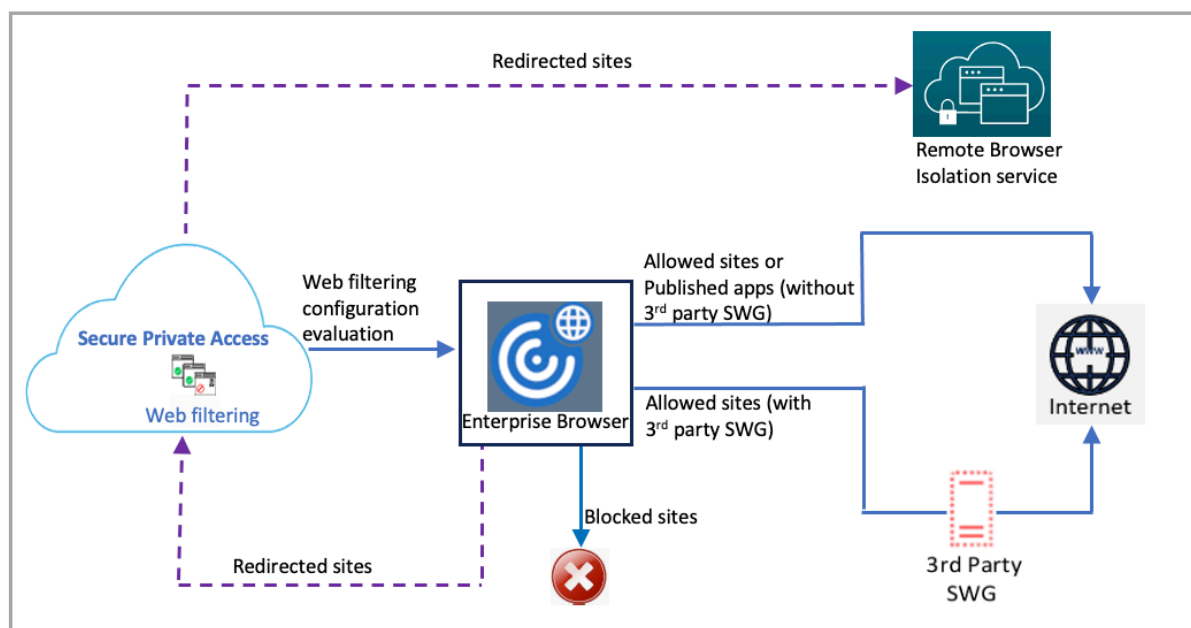 Redirected sites
Remote Browser
Isolation service
Web filtering
configuration
evaluation
Allowed sites or
Published apps (without
3rd party SWG)
Secure Private Access
Web filtering
Enterprise Browser
Allowed sites (with
3rd party SWG)
www
Internet
Blocked sites
Redirected sites
3rd Party
SWG